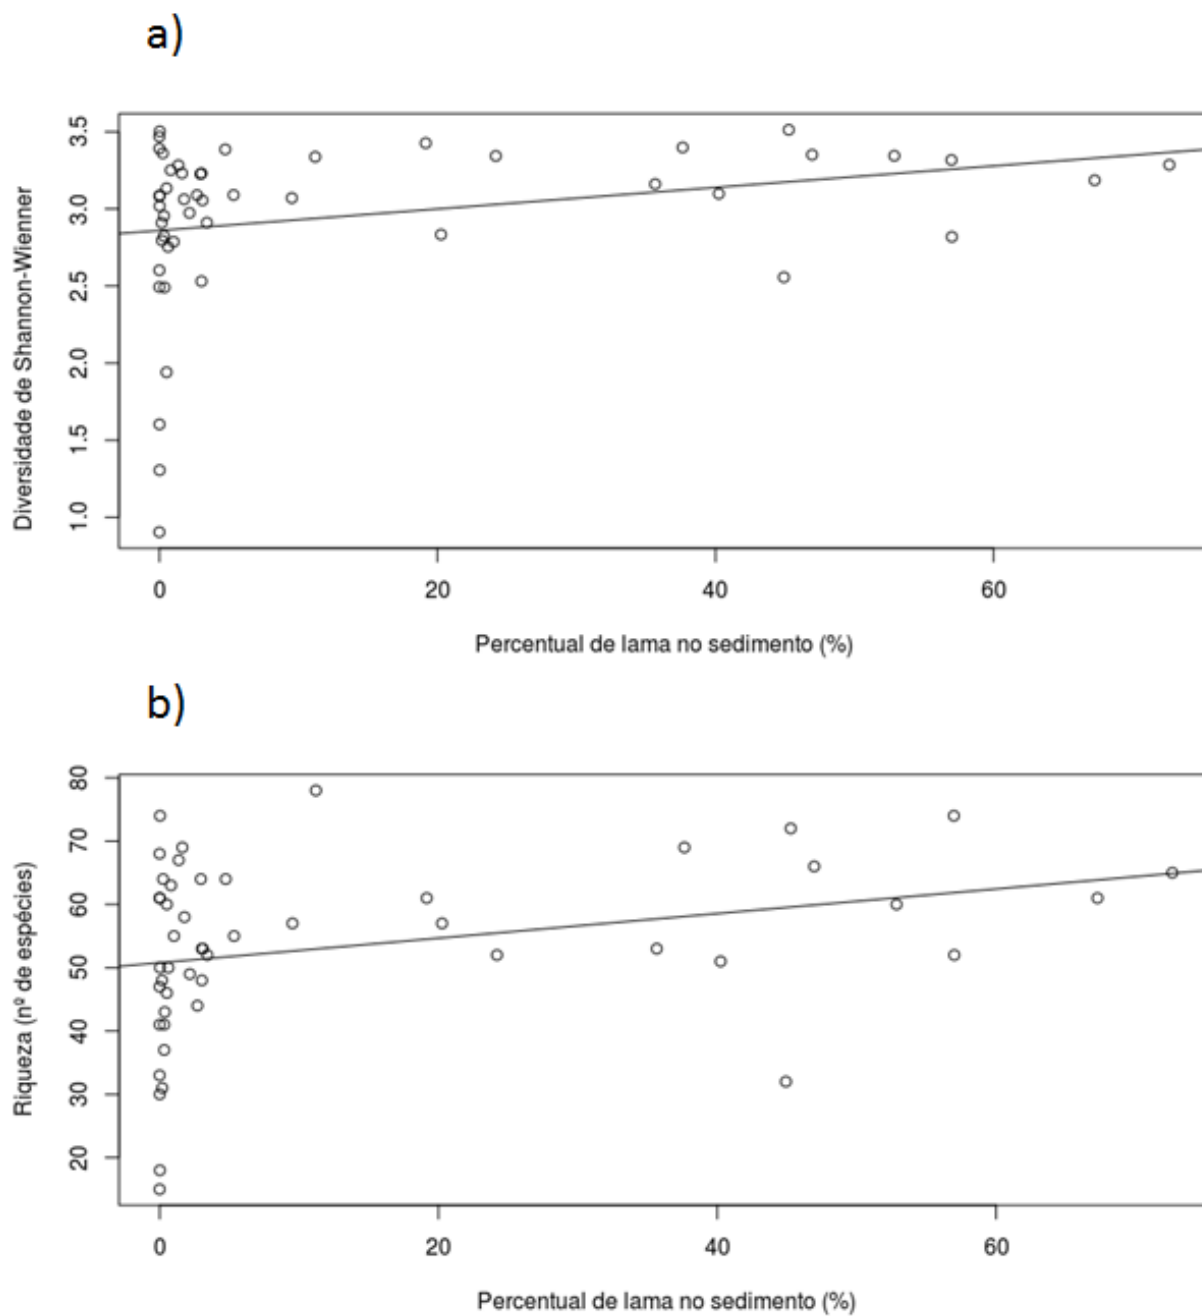 a)
Diversidade de Shannon-Wienner
3.5
3.0
2.5
2.0
1.5
1.0
0 20 40 60
Percentual de lama no sedimento (%)
b)
Riqueza (nº de espécies)
80
70
60
50
40
30
20
0 20 40 60
Percentual de lama no sedimento (%)